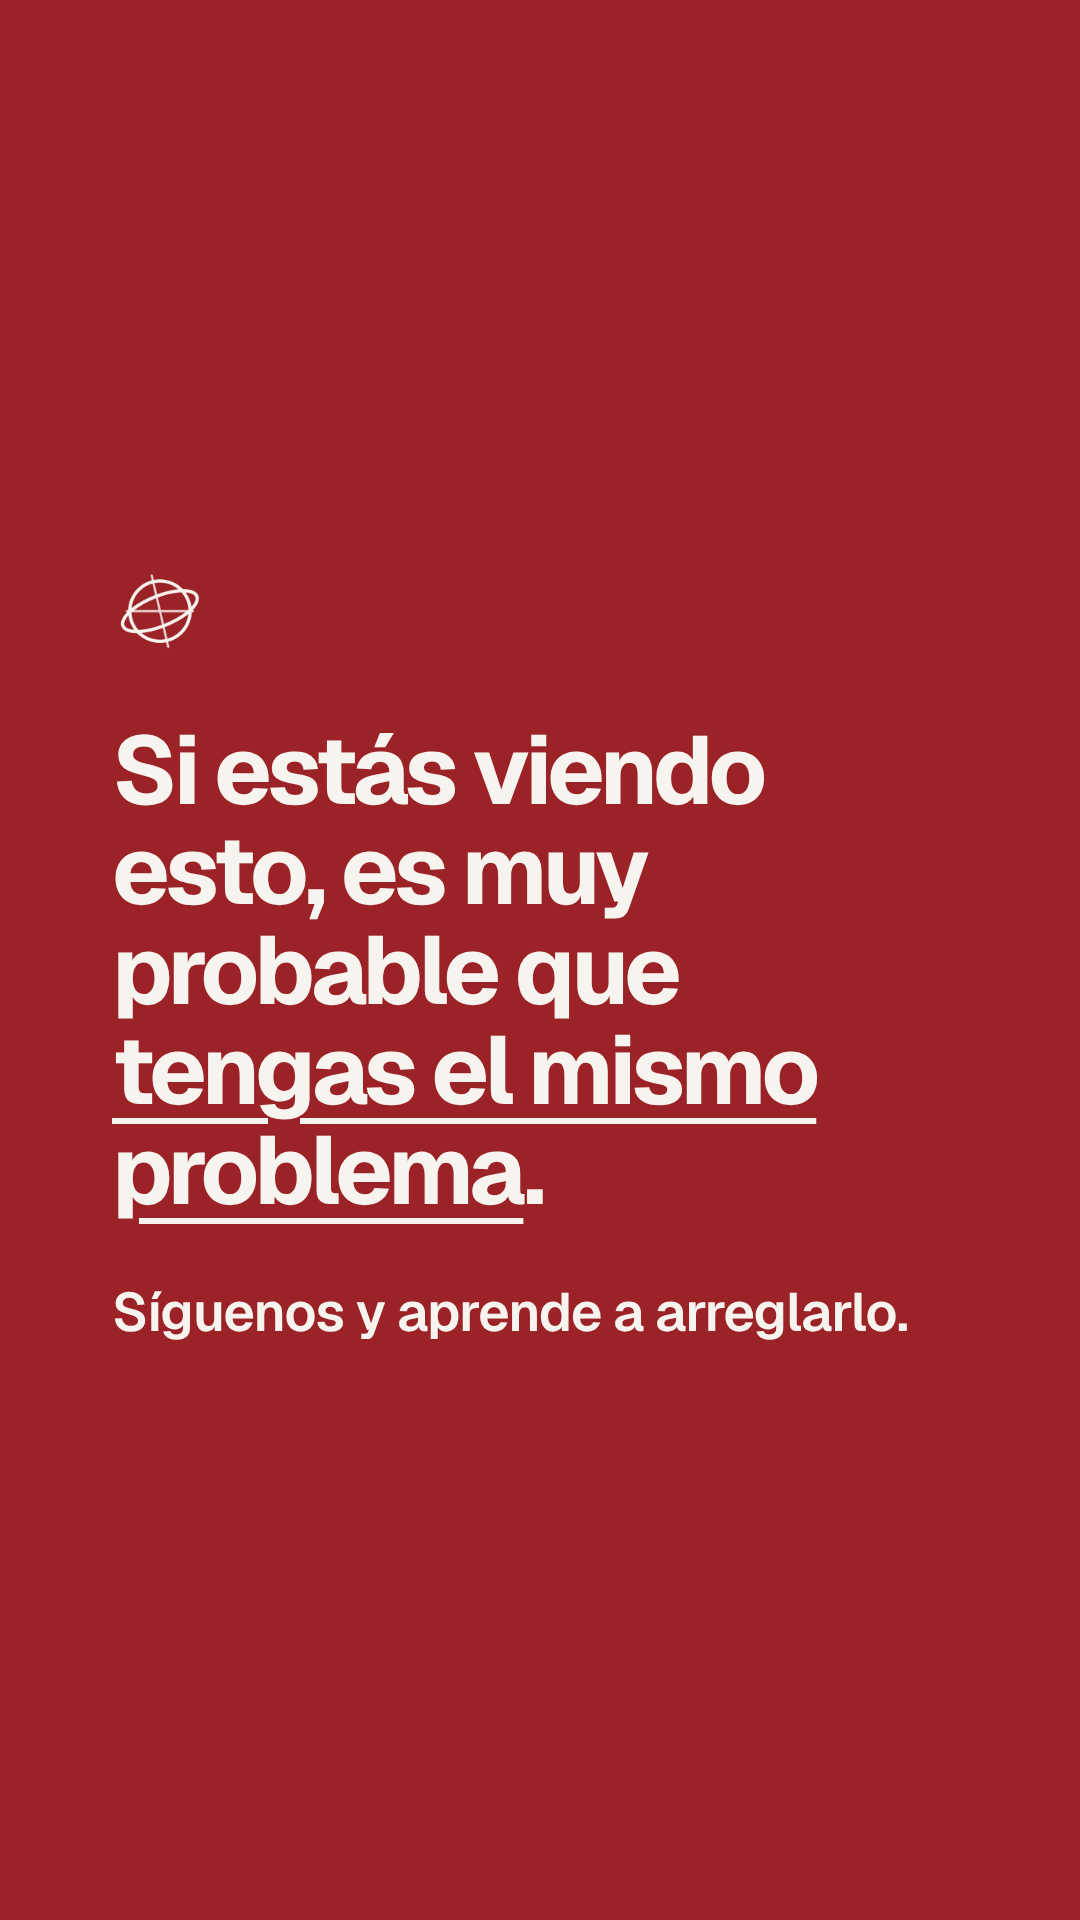 Si estás viendo
esto, es muy
probable que
tengas el mismo
problema.
Síguenos y aprende a arreglarlo.